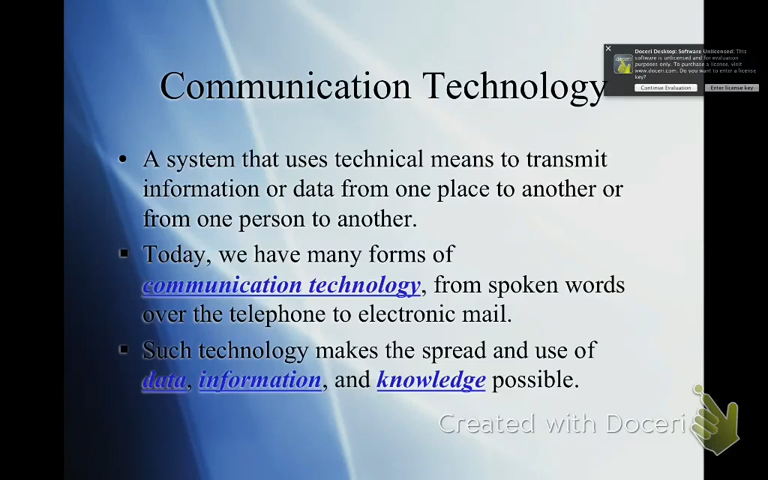 Communication Technology
Doceri Desktop: Software Unlicensed: This
software is unlicensed and for evaluation
purposes only. To purchase a license, visit
www.doceri.com. Do you want to enter a license
key?
Continue Evaluation
Enter license key
• A system that uses technical means to transmit
information or data from one place to another or
from one person to another.
▪ Today, we have many forms of
communication technology, from spoken words
over the telephone to electronic mail.
▪ Such technology makes the spread and use of
data, information, and knowledge possible.
Created with Doceri